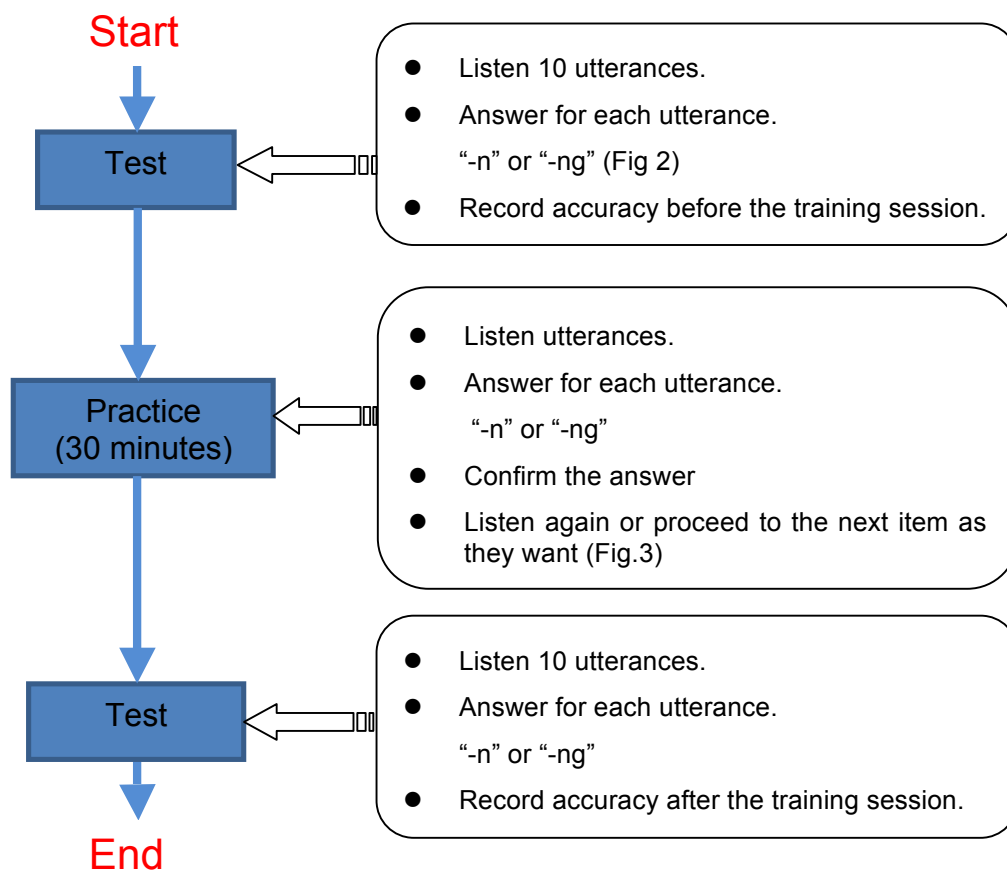 Start
Test
● Listen 10 utterances.
● Answer for each utterance.
“-n” or “-ng” (Fig 2)
● Record accuracy before the training session.
Practice
(30 minutes)
● Listen utterances.
● Answer for each utterance.
“-n” or “-ng”
● Confirm the answer
● Listen again or proceed to the next item as
they want (Fig.3)
Test
● Listen 10 utterances.
● Answer for each utterance.
“-n” or “-ng”
● Record accuracy after the training session.
End